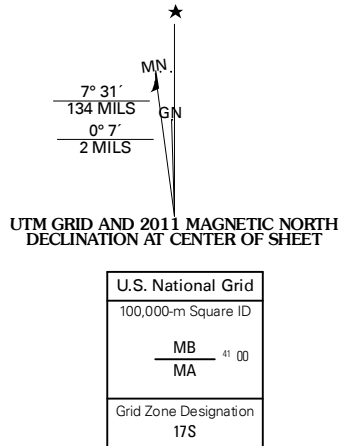 ★
MN
7° 31´
134 MILS
GN
0° 7´
2 MILS
UTM GRID AND 2011 MAGNETIC NORTH
DECLINATION AT CENTER OF SHEET
U.S. National Grid
100,000-m Square ID
MB
41 00
MA
Grid Zone Designation
17S